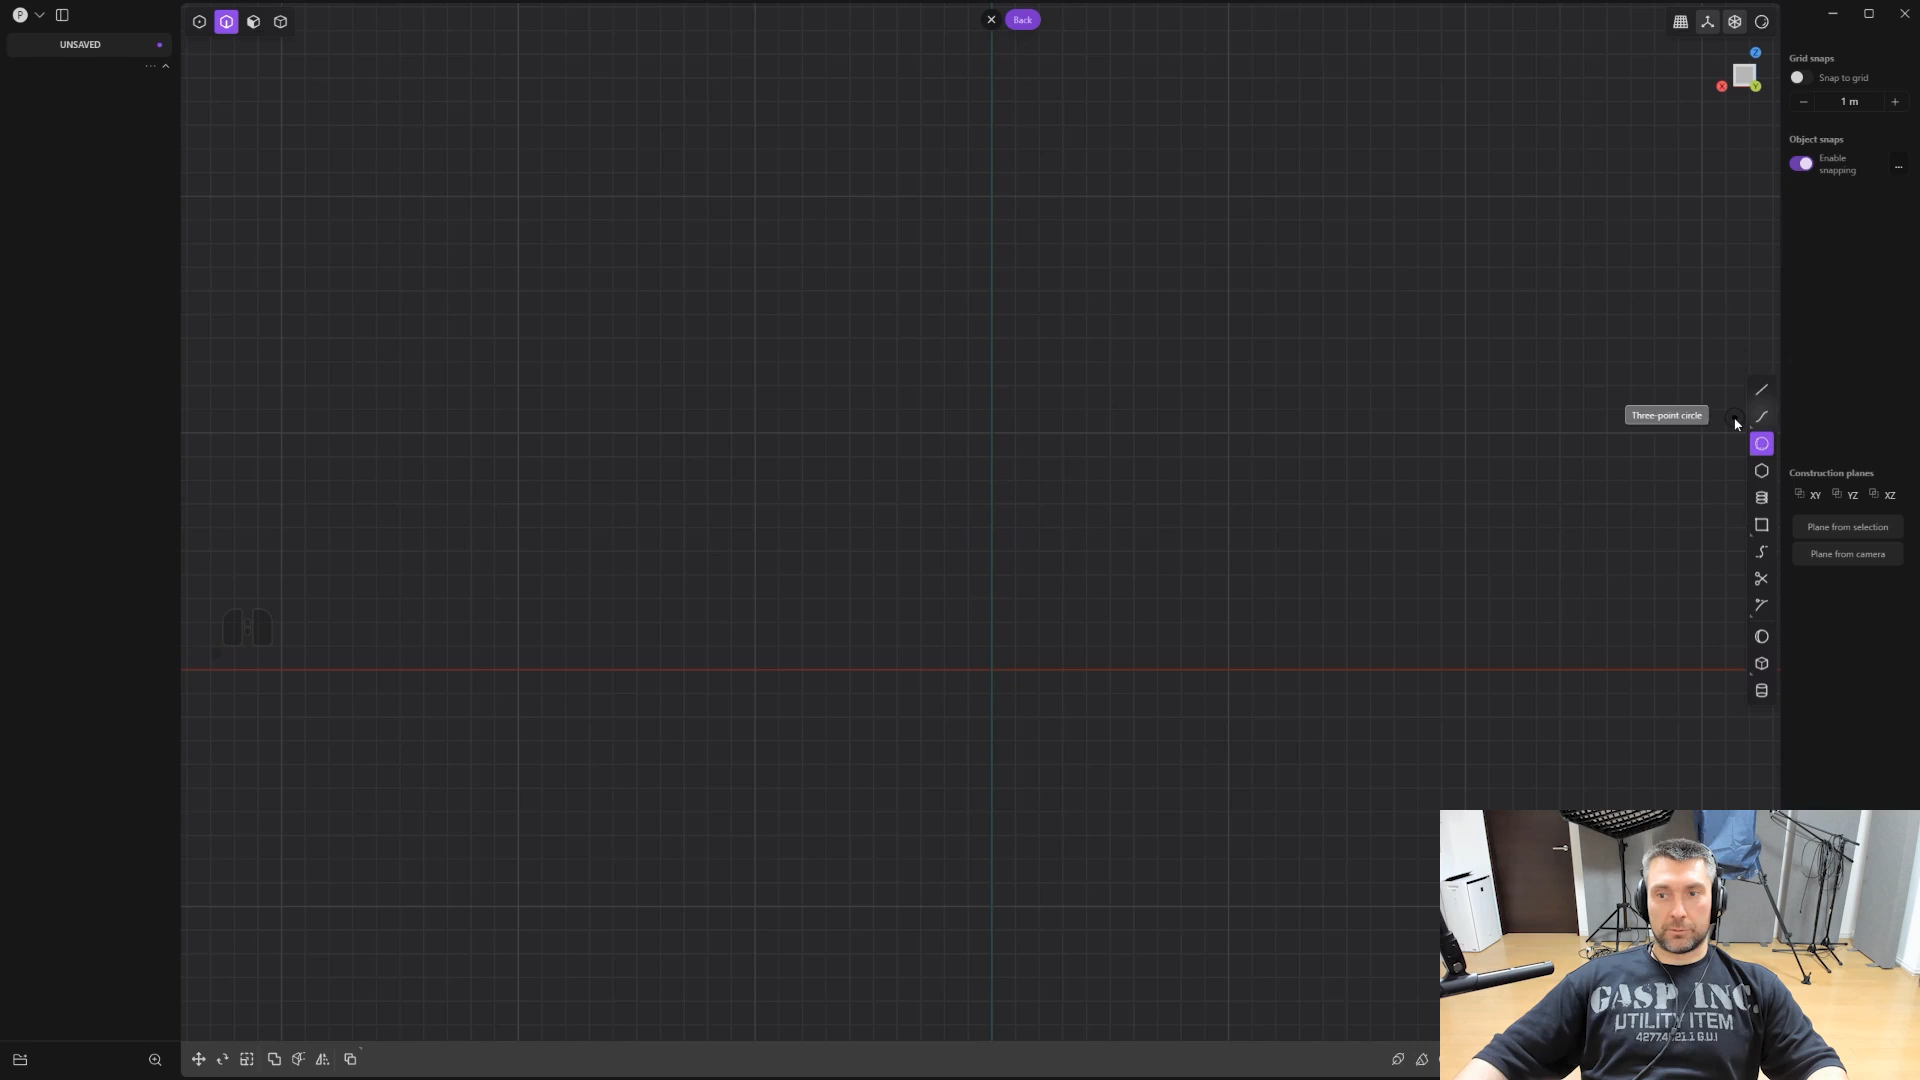 P
UNSAVED
...
Back
Z
X
Y
Grid snaps
Snap to grid
− 1 m +
Object snaps
Enable
snapping
...
Three-point circle
Construction planes
XY YZ XZ
Plane from selection
Plane from camera
GASP INC.
UTILITY ITEM